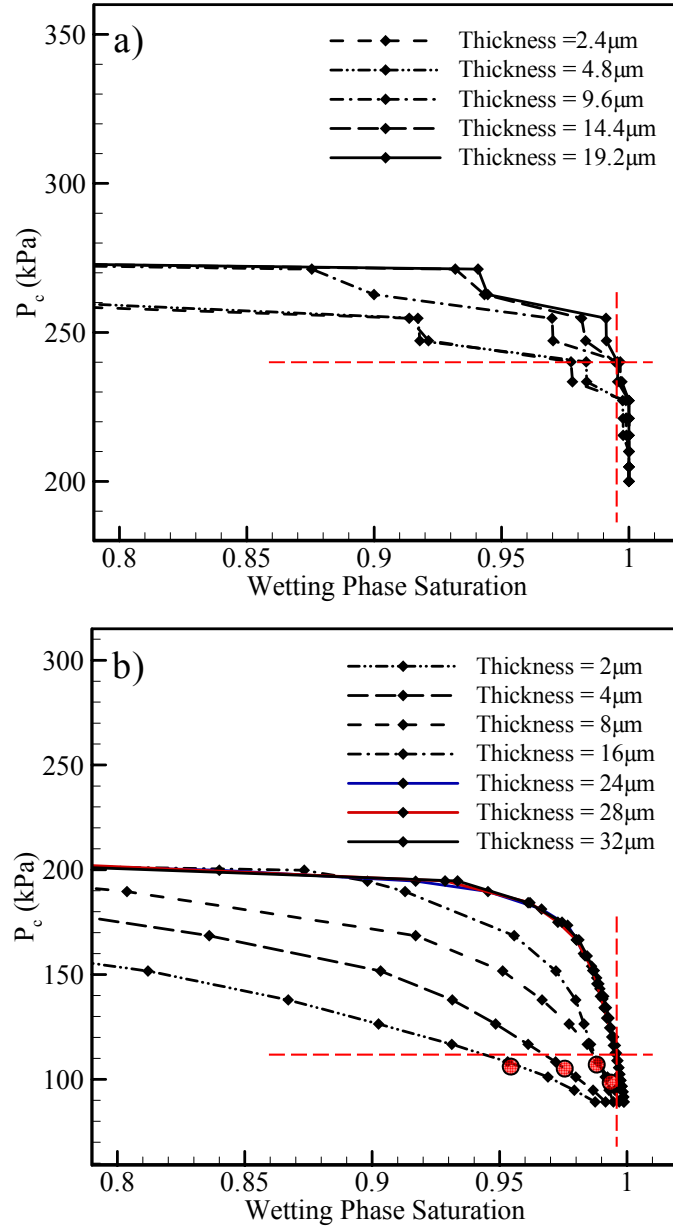 a)
Thickness =2.4μm
Thickness = 4.8μm
Thickness = 9.6μm
Thickness = 14.4μm
Thickness = 19.2μm
350
300
250
200
P_c (kPa)
0.8 0.85 0.9 0.95 1
Wetting Phase Saturation
b)
Thickness = 2μm
Thickness = 4μm
Thickness = 8μm
Thickness = 16μm
Thickness = 24μm
Thickness = 28μm
Thickness = 32μm
300
250
200
150
100
P_c (kPa)
0.8 0.85 0.9 0.95 1
Wetting Phase Saturation